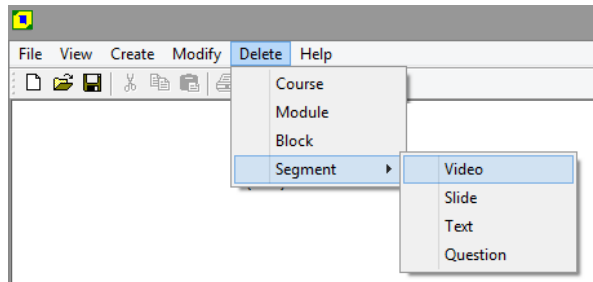 File View Create Modify Delete Help
Course
Module
Block
Segment
Video
Slide
Text
Question